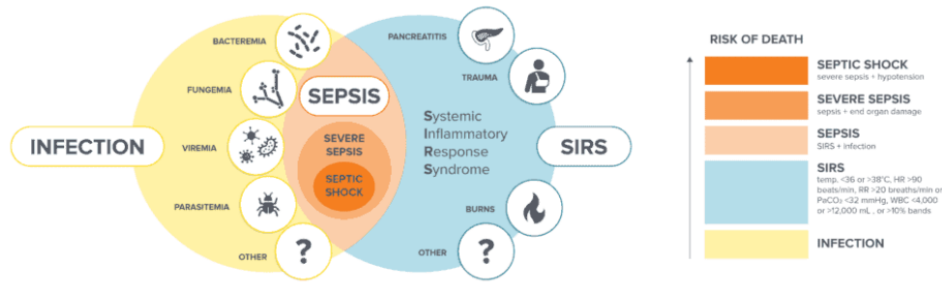 INFECTION
BACTEREMIA
FUNGEMIA
VIREMIA
PARASITEMIA
OTHER
?
SEPSIS
SEVERE
SEPSIS
SEPTIC
SHOCK
PANCREATITIS
TRAUMA
Systemic
Inflammatory
Response
Syndrome
SIRS
BURNS
OTHER
?
RISK OF DEATH
SEPTIC SHOCK
severe sepsis + hypotension
SEVERE SEPSIS
sepsis + end organ damage
SEPSIS
SIRS + infection
SIRS
temp. <36 or >38°C, HR >90
beats/min, RR >20 breaths/min or
PaCO₂ <32 mmHg, WBC <4,000
or >12,000 mL , or >10% bands
INFECTION